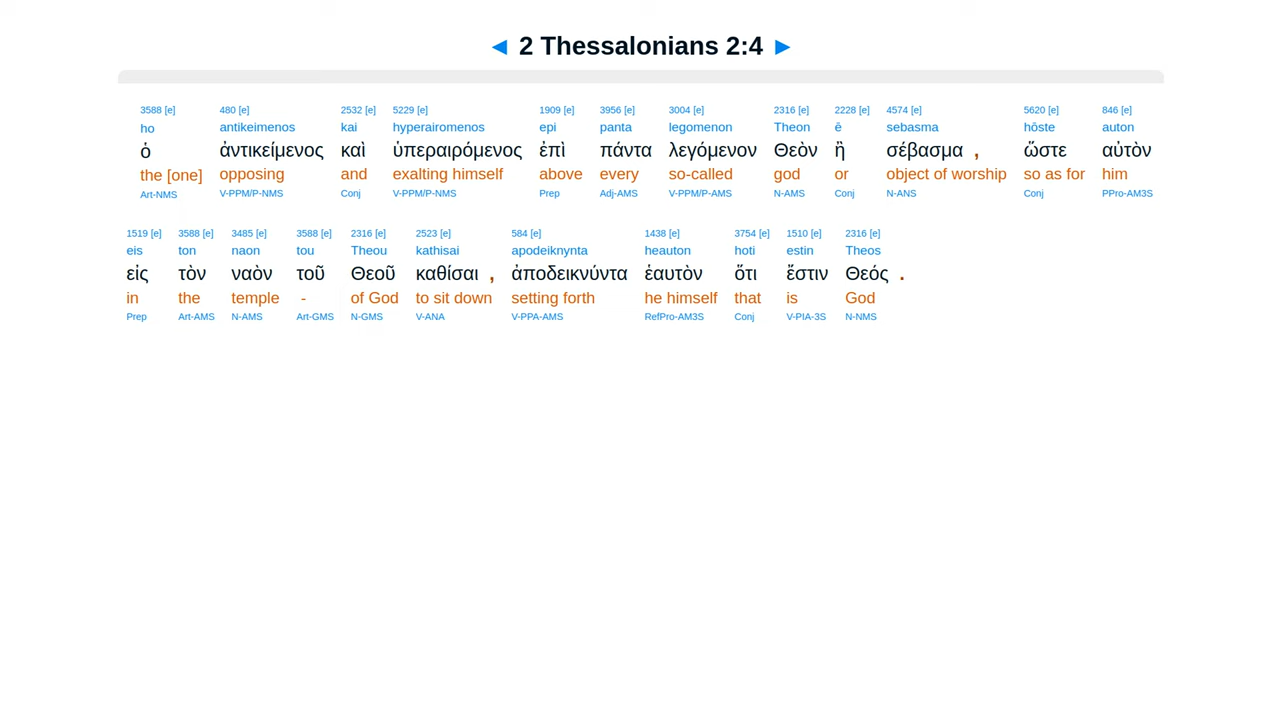 ◄ 2 Thessalonians 2:4 ►
3588 [e] 480 [e] 2532 [e] 5229 [e] 1909 [e] 3956 [e] 3004 [e] 2316 [e] 2228 [e] 4574 [e] 5620 [e] 846 [e]
ho antikeimenos kai hyperairomenos epi panta legomenon Theon ē sebasma hōste auton
ὁ ἀντικείμενος καὶ ὑπεραιρόμενος ἐπὶ πάντα λεγόμενον Θεὸν ἢ σέβασμα , ὥστε αὐτὸν
the [one] opposing and exalting himself above every so-called god or object of worship so as for him
Art-NMS V-PPM/P-NMS Conj V-PPM/P-NMS Prep Adj-AMS V-PPM/P-AMS N-AMS Conj N-ANS Conj PPro-AM3S
1519 [e] 3588 [e] 3485 [e] 3588 [e] 2316 [e] 2523 [e] 584 [e] 1438 [e] 3754 [e] 1510 [e] 2316 [e]
eis ton naon tou Theou kathisai apodeiknynta heauton hoti estin Theos
εἰς τὸν ναὸν τοῦ Θεοῦ καθίσαι , ἀποδεικνύντα ἑαυτὸν ὅτι ἔστιν Θεός .
in the temple - of God to sit down setting forth he himself that is God
Prep Art-AMS N-AMS Art-GMS N-GMS V-ANA V-PPA-AMS RefPro-AM3S Conj V-PIA-3S N-NMS